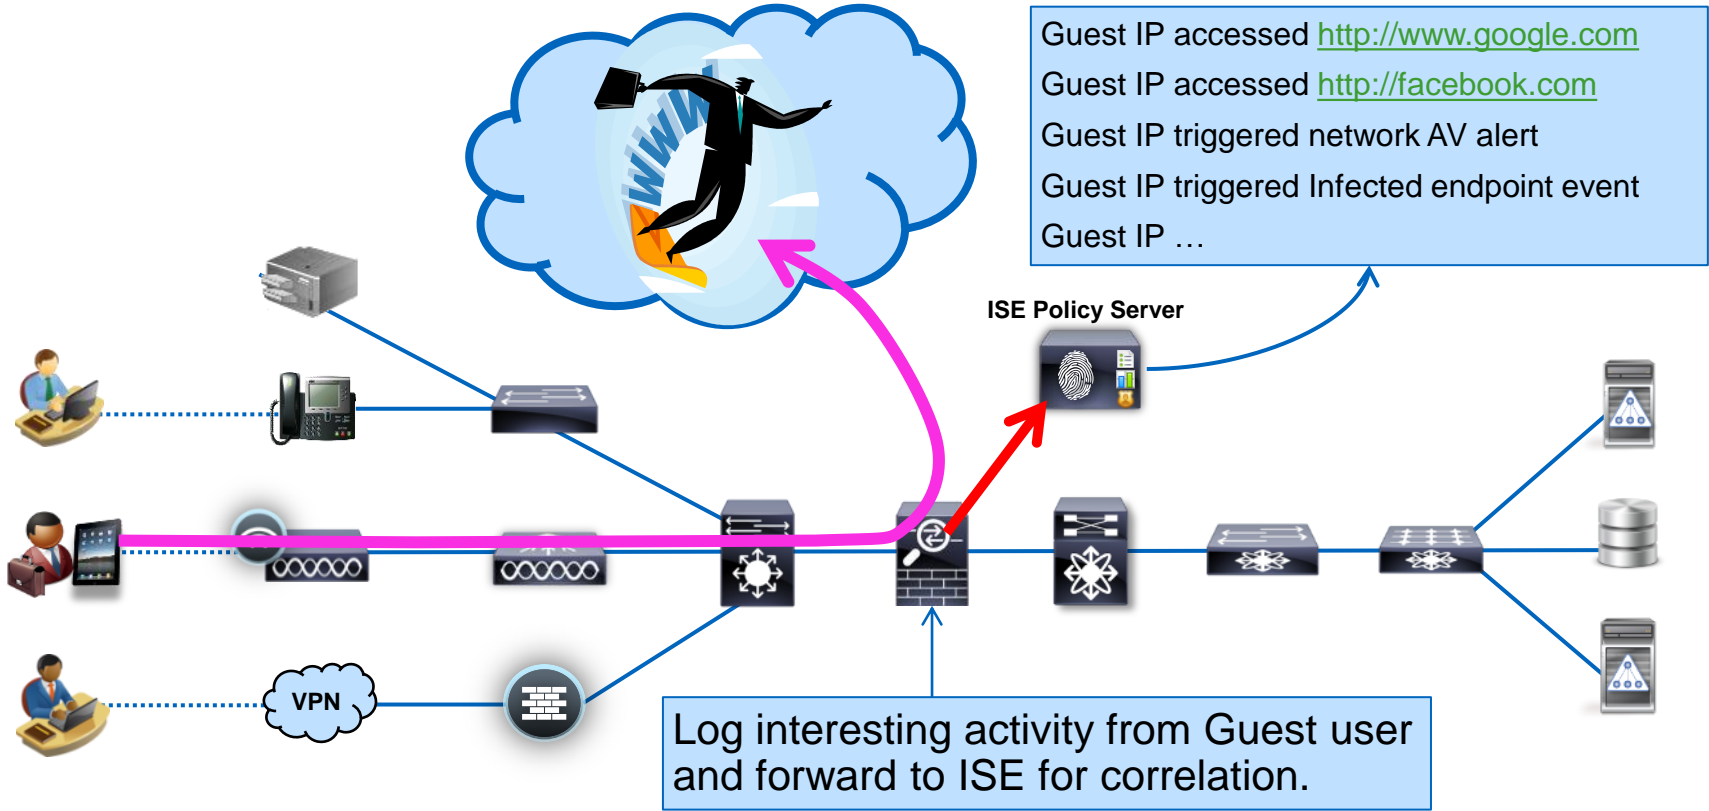 Guest IP accessed http://www.google.com
Guest IP accessed http://facebook.com
Guest IP triggered network AV alert
Guest IP triggered Infected endpoint event
Guest IP …
WWW
ISE Policy Server
VPN
Log interesting activity from Guest user
and forward to ISE for correlation.